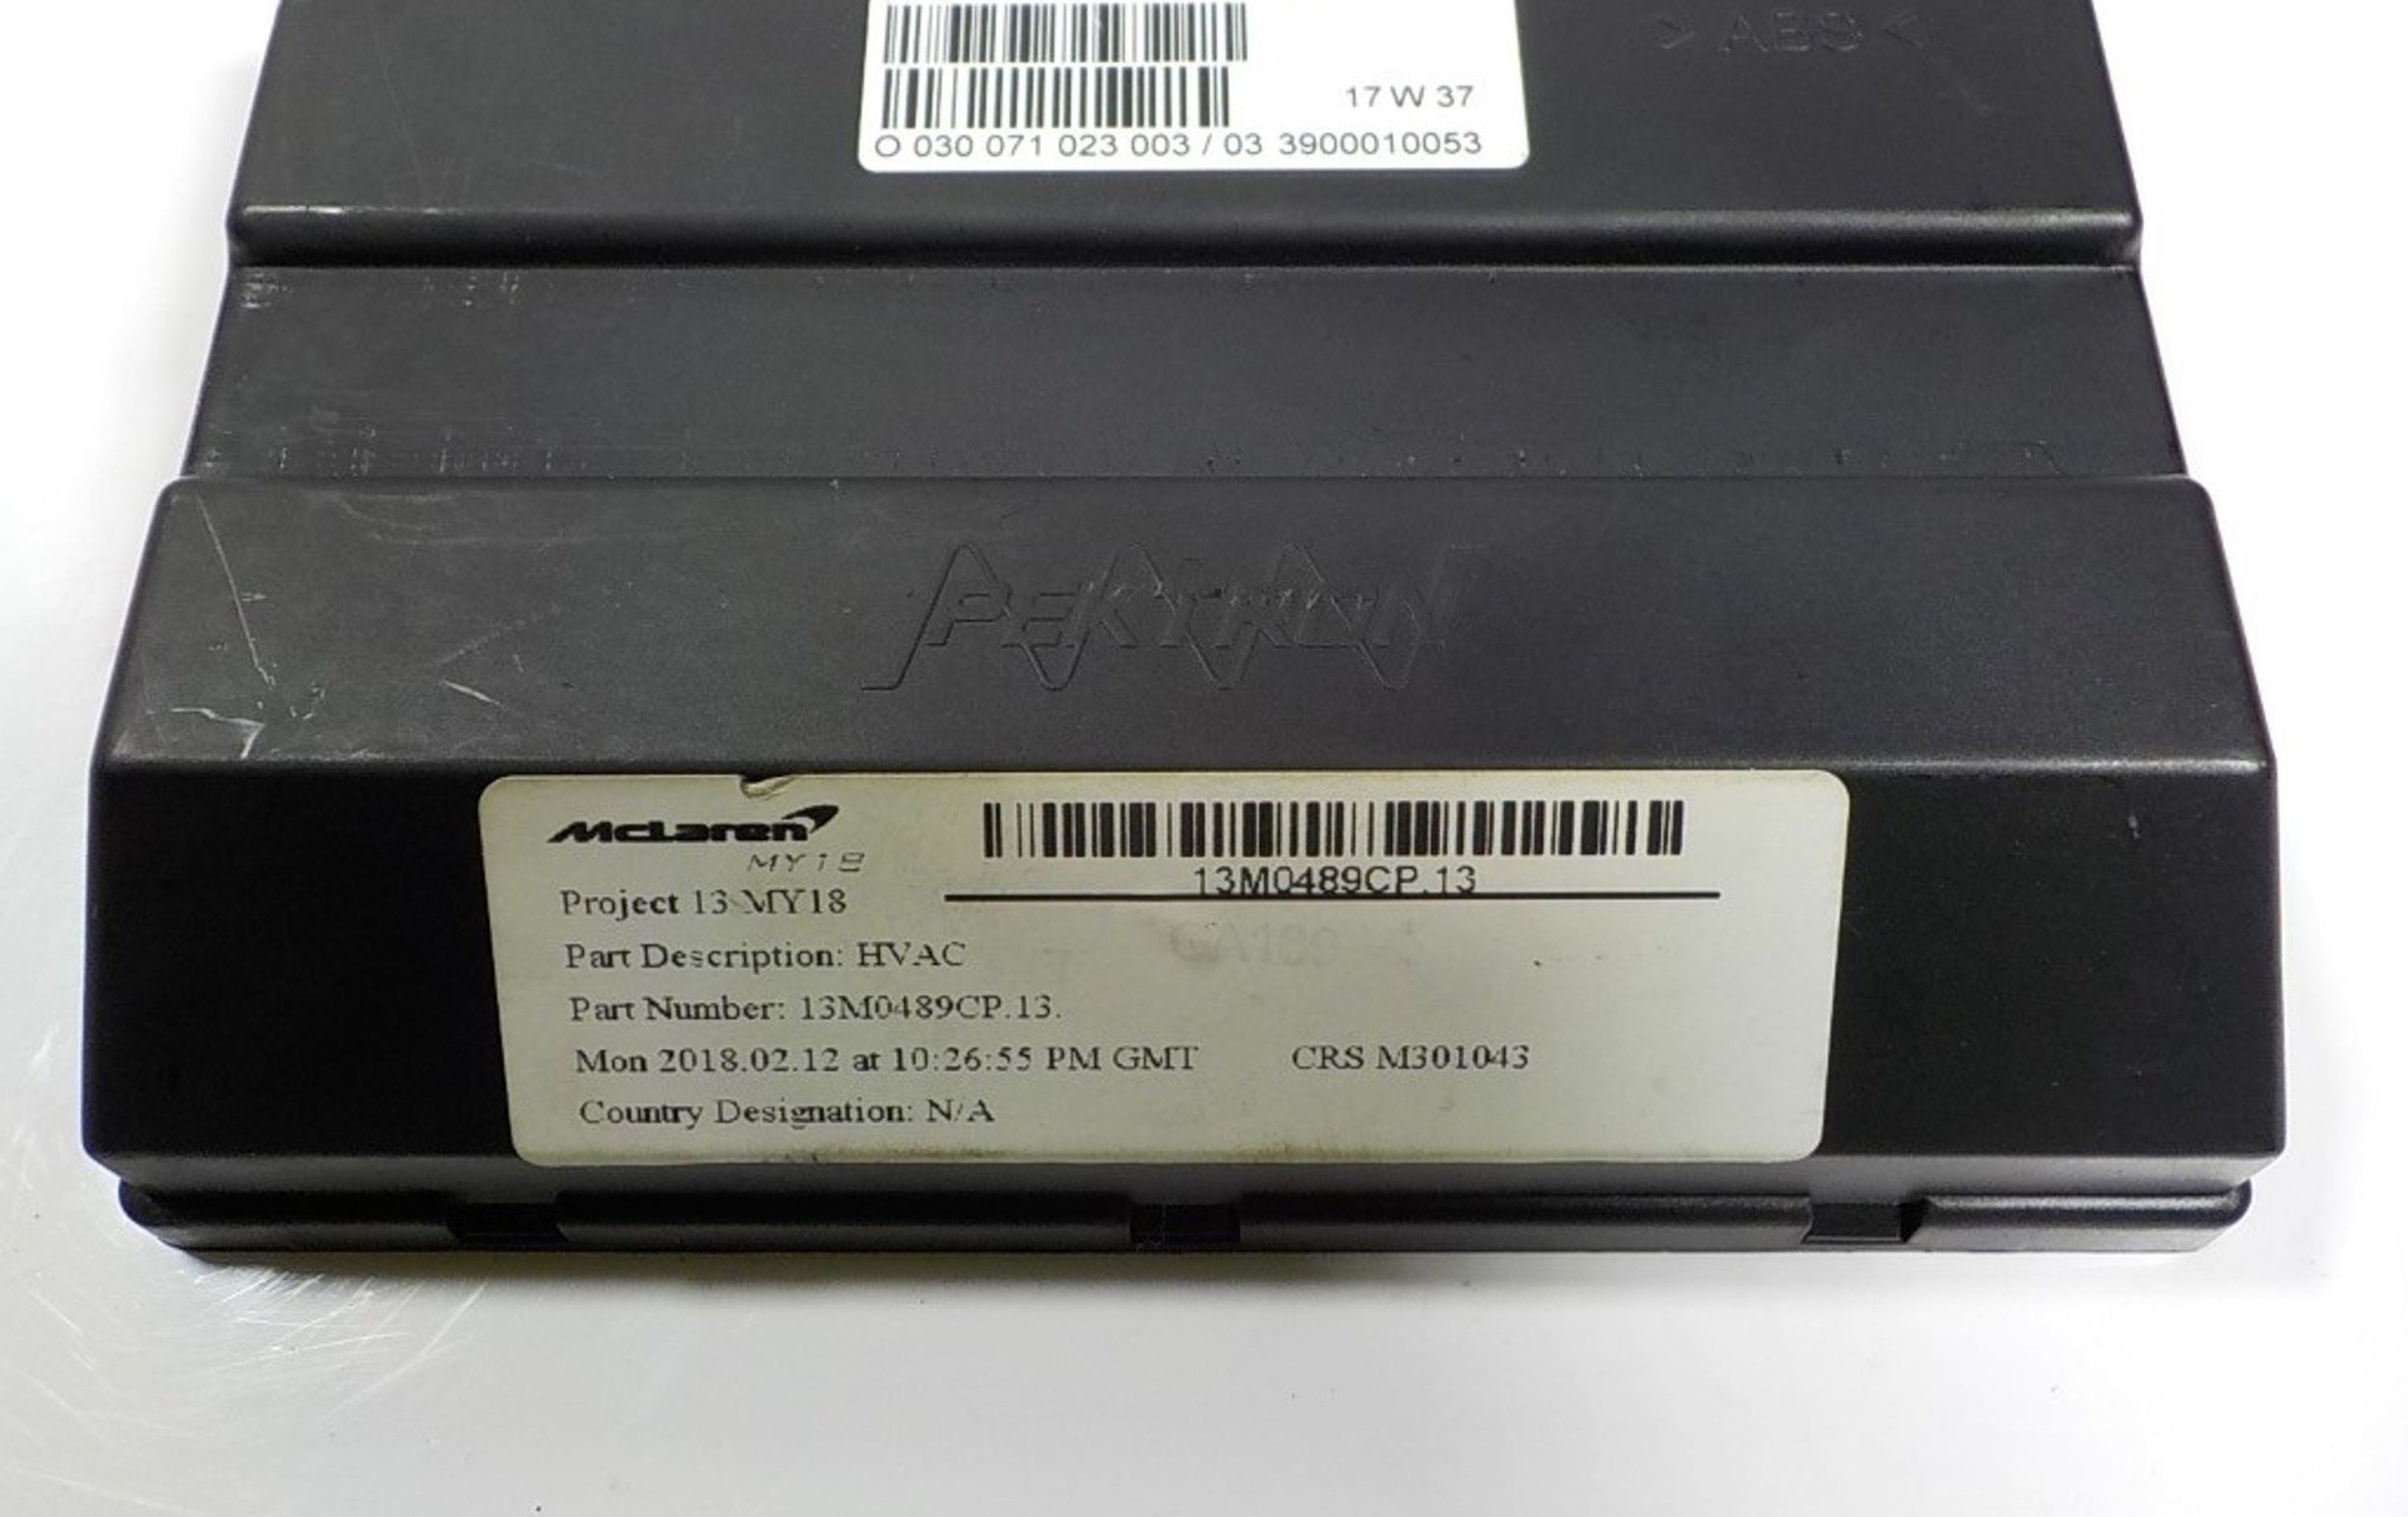 > ABS <
17 W 37
O 030 071 023 003 / 03 3900010053
PEKTRON
McLaren
MY18
13M0489CP.13
Project 13 MY18
Part Description: HVAC
Part Number: 13M0489CP.13.
Mon 2018.02.12 at 10:26:55 PM GMT CRS M301043
Country Designation: N/A